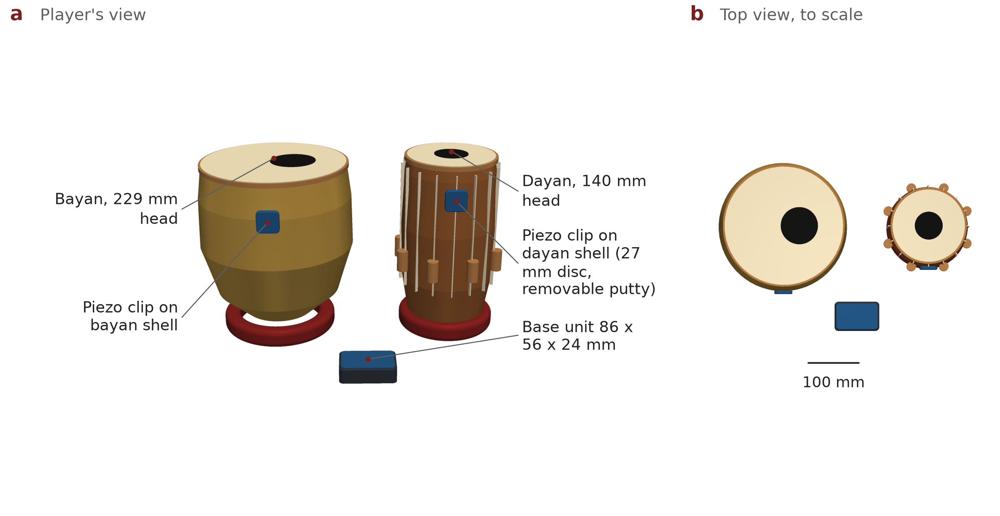 a Player's view
Bayan, 229 mm
head
Piezo clip on
bayan shell
Dayan, 140 mm
head
Piezo clip on
dayan shell (27
mm disc,
removable putty)
Base unit 86 x
56 x 24 mm
b Top view, to scale
100 mm